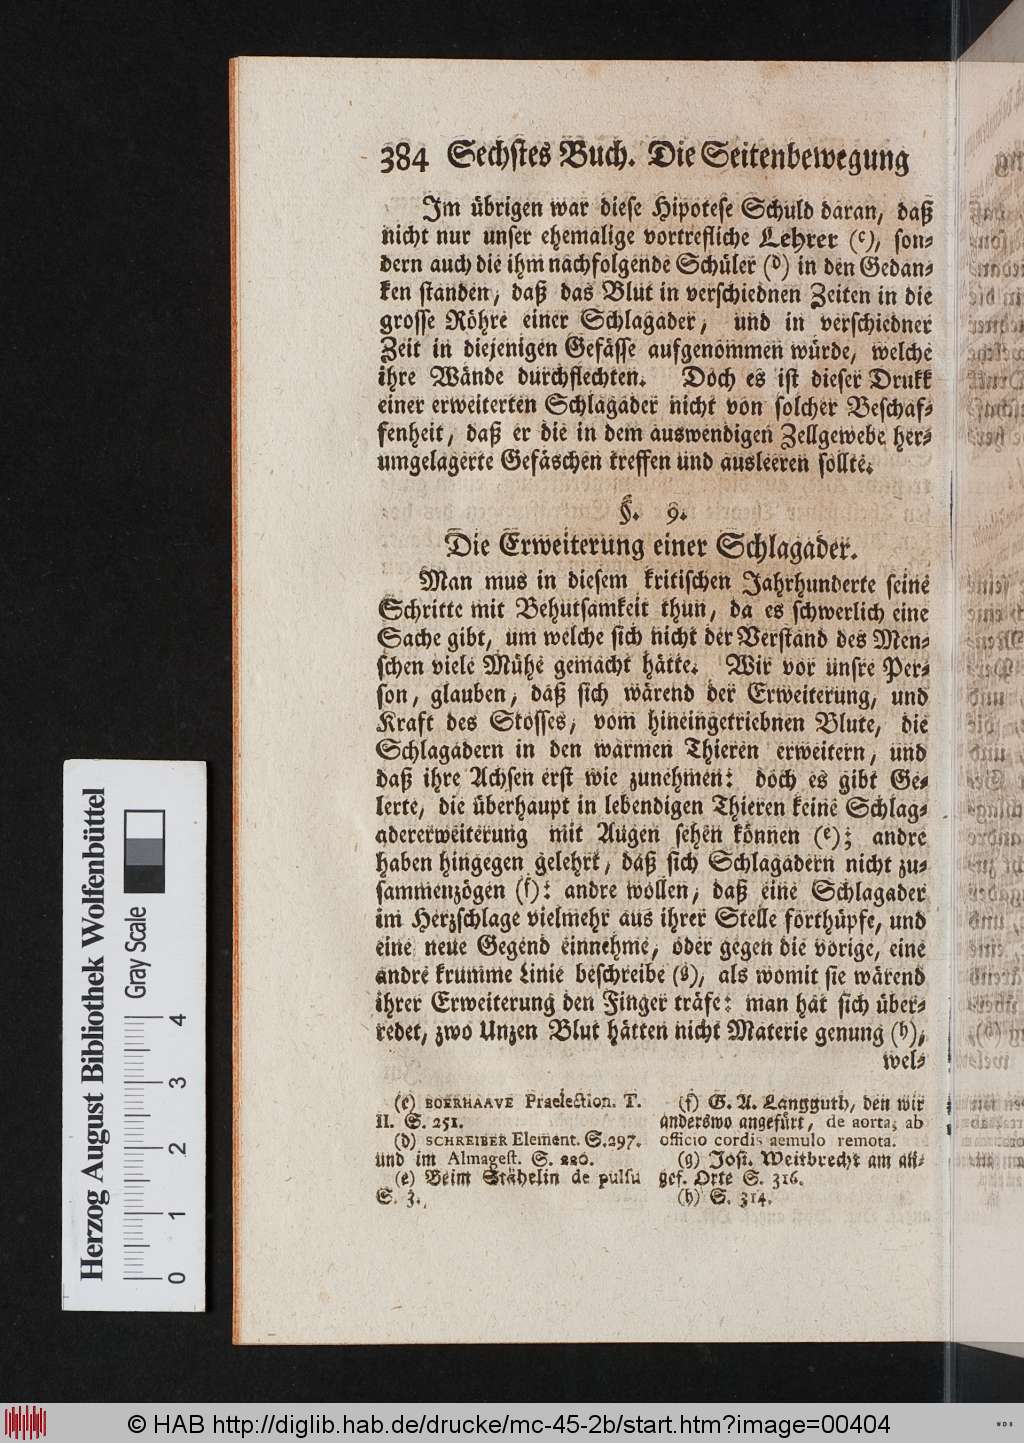 384 Sechstes Buch. Die Seitenbewegung
Im übrigen war diese Hipotese Schuld daran, daß
nicht nur unser ehemalige vortrefliche Lehrer (c), son-
dern auch die ihm nachfolgende Schüler (d) in den Gedan-
ken standen, daß das Blut in verschiednen Zeiten in die
grosse Röhre einer Schlagader, und in verschiedner
Zeit in diejenigen Gefässe aufgenommen würde, welche
ihre Wände durchflechten. Doch es ist dieser Drukk
einer erweiterten Schlagader nicht von solcher Beschaf-
fenheit, daß er die in dem auswendigen Zellgewebe her-
umgelagerte Gefäschen treffen und ausleeren sollte.
§. 9.
Die Erweiterung einer Schlagader.
Man mus in diesem kritischen Jahrhunderte seine
Schritte mit Behutsamkeit thun, da es schwerlich eine
Sache gibt, um welche sich nicht der Verstand des Men-
schen viele Mühe gemacht hätte. Wir vor unsre Per-
son, glauben, daß sich wärend der Erweiterung, und
Kraft des Stosses, vom hineingetriebnen Blute, die
Schlagadern in den warmen Thieren erweitern, und
daß ihre Achsen erst wie zunehmen: doch es gibt Ge-
lerte, die überhaupt in lebendigen Thieren keine Schlag-
adererweiterung mit Augen sehen können (e); andre
haben hingegen gelehrt, daß sich Schlagadern nicht zu-
sammenzögen (f): andre wollen, daß eine Schlagader
im Herzschlage vielmehr aus ihrer Stelle forthüpfe, und
eine neue Gegend einnehme, oder gegen die vorige, eine
andre krumme Linie beschreibe (g), als womit sie wärend
ihrer Erweiterung den Finger träfe: man hat sich über-
redet, zwo Unzen Blut hätten nicht Materie genung (h),
wel-
(c) BOERHAAVE Praelection. T.
II. S. 251.
(d) SCHREIBER Element. S. 297.
und im Almagest. S. 220.
(e) Beim Stähelin de pulsu
S. 3.
(f) G. A. Langguth, den wir
anderswo angefürt, de aorta, ab
officio cordis aemulo remota.
(g) Josi. Weitbrecht am an-
gef. Orte S. 316.
(h) S. 314.
Herzog August Bibliothek Wolfenbüttel
Gray Scale
0 1 2 3 4
© HAB http://diglib.hab.de/drucke/mc-45-2b/start.htm?image=00404